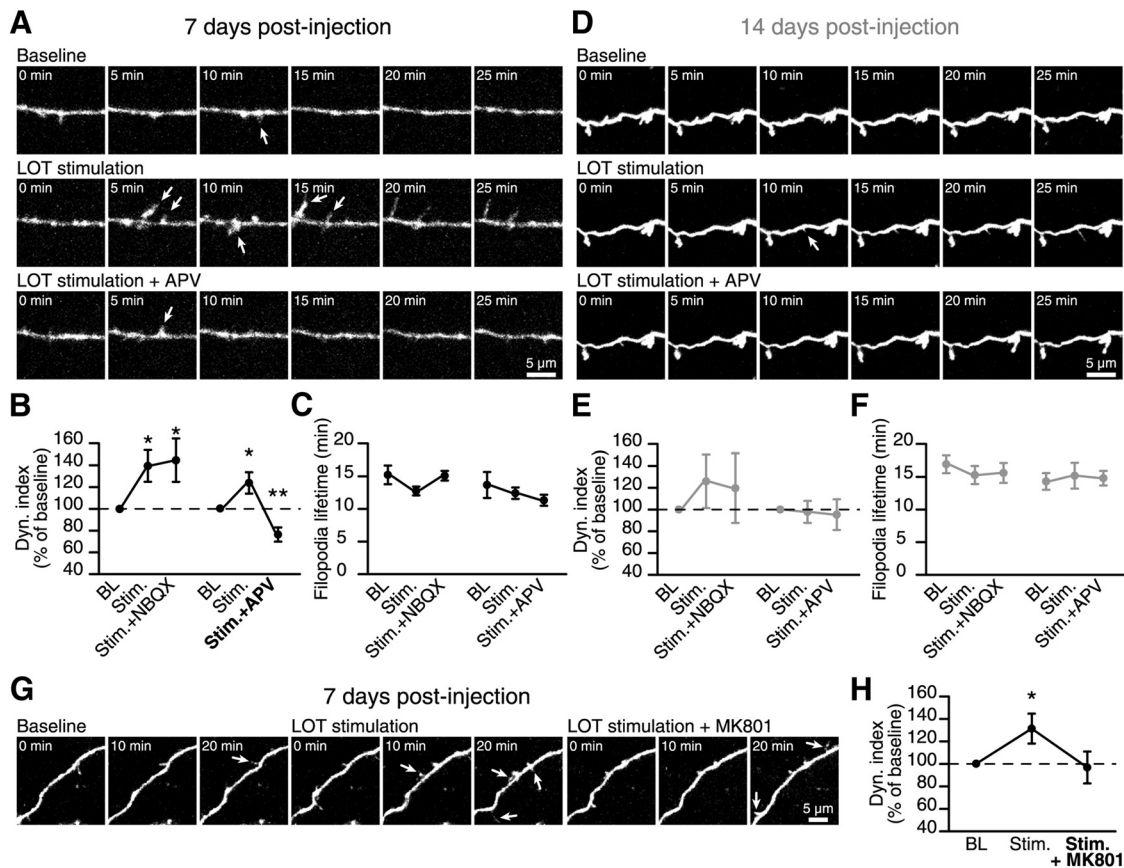 A
7 days post-injection
Baseline
0 min 5 min 10 min 15 min 20 min 25 min
LOT stimulation
0 min 5 min 10 min 15 min 20 min 25 min
LOT stimulation + APV
0 min 5 min 10 min 15 min 20 min 25 min
5 µm
D
14 days post-injection
Baseline
0 min 5 min 10 min 15 min 20 min 25 min
LOT stimulation
0 min 5 min 10 min 15 min 20 min 25 min
LOT stimulation + APV
0 min 5 min 10 min 15 min 20 min 25 min
5 µm
B
Dyn. index
(% of baseline)
160
140
120
100
80
60
40
* * * **
BL Stim. Stim.+NBQX BL Stim. Stim.+APV
C
Filopodia lifetime (min)
20
15
10
5
0
BL Stim. Stim.+NBQX BL Stim. Stim.+APV
E
Dyn. index
(% of baseline)
160
140
120
100
80
60
40
BL Stim. Stim.+NBQX BL Stim. Stim.+APV
F
Filopodia lifetime (min)
20
15
10
5
0
BL Stim. Stim.+NBQX BL Stim. Stim.+APV
G
7 days post-injection
Baseline
0 min 10 min 20 min
LOT stimulation
0 min 10 min 20 min
LOT stimulation + MK801
0 min 10 min 20 min
5 µm
H
Dyn. index
(% of baseline)
160
140
120
100
80
60
40
*
BL Stim. Stim.
+ MK801